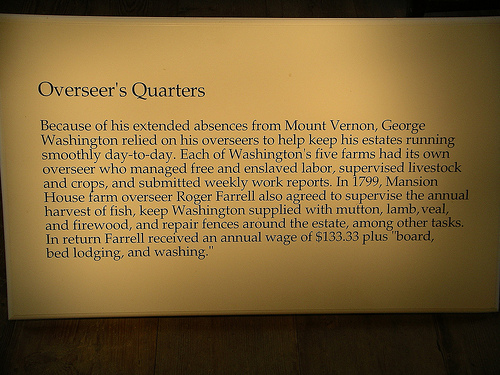 Overseer's Quarters
Because of his extended absences from Mount Vernon, George
Washington relied on his overseers to help keep his estates running
smoothly day-to-day. Each of Washington's five farms had its own
overseer who managed free and enslaved labor, supervised livestock
and crops, and submitted weekly work reports. In 1799, Mansion
House farm overseer Roger Farrell also agreed to supervise the annual
harvest of fish, keep Washington supplied with mutton, lamb, veal,
and firewood, and repair fences around the estate, among other tasks.
In return Farrell received an annual wage of $133.33 plus "board,
bed lodging, and washing."